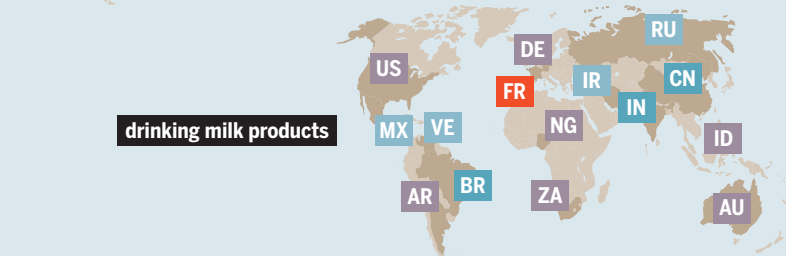 RU
DE
US
IR
CN
FR
IN
drinking milk products
MX
VE
NG
ID
AR
BR
ZA
AU